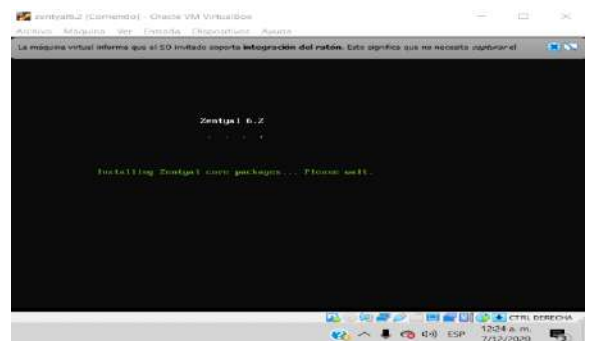 zentyal6.2 [Corriendo] - Oracle VM VirtualBox
Archivo Máquina Ver Entrada Dispositivos Ayuda
La máquina virtual informa que el SO invitado soporta integración del ratón. Esto significa que no necesita capturar el
Zentyal 6.2
. . . .
Installing Zentyal core packages... Please wait.
CTRL DERECHA
ESP
12:24 a. m.
7/12/2020